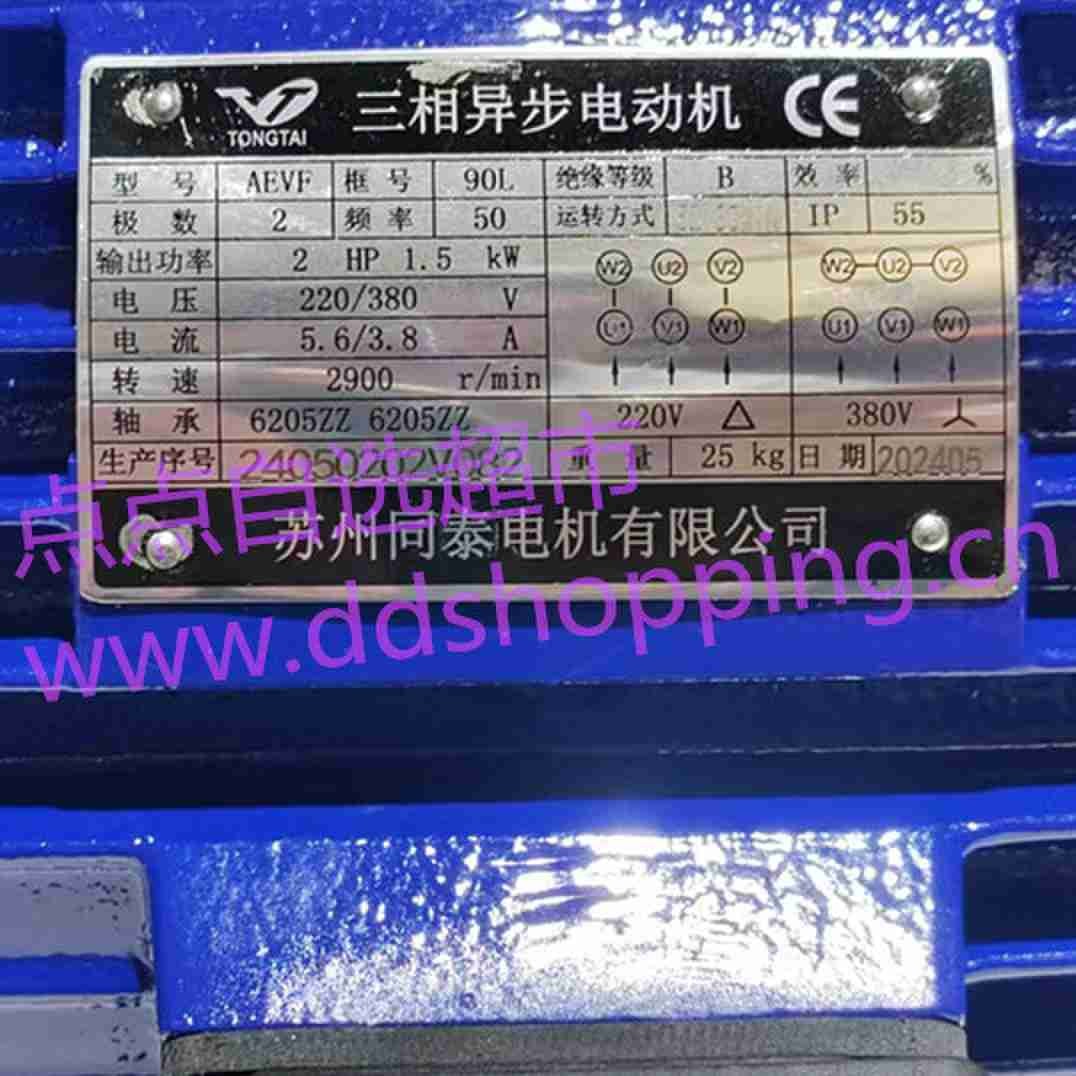 TONGTAI 三相异步电动机 CE
型号 AEVF 框号 90L 绝缘等级 B 效率 %
极数 2 频率 50 运转方式 IP 55
输出功率 2 HP 1.5 kW
W2 U2 V2 W2 U2 V2
电压 220/380 V
电流 5.6/3.8 A
U1 V1 W1 U1 V1 W1
转速 2900 r/min
轴承 6205ZZ 6205ZZ 220V △ 380V
生产序号 24050202V082 重量 25 kg 日期 202405
苏州同泰电机有限公司
点点自选超市
www.ddshopping.cn